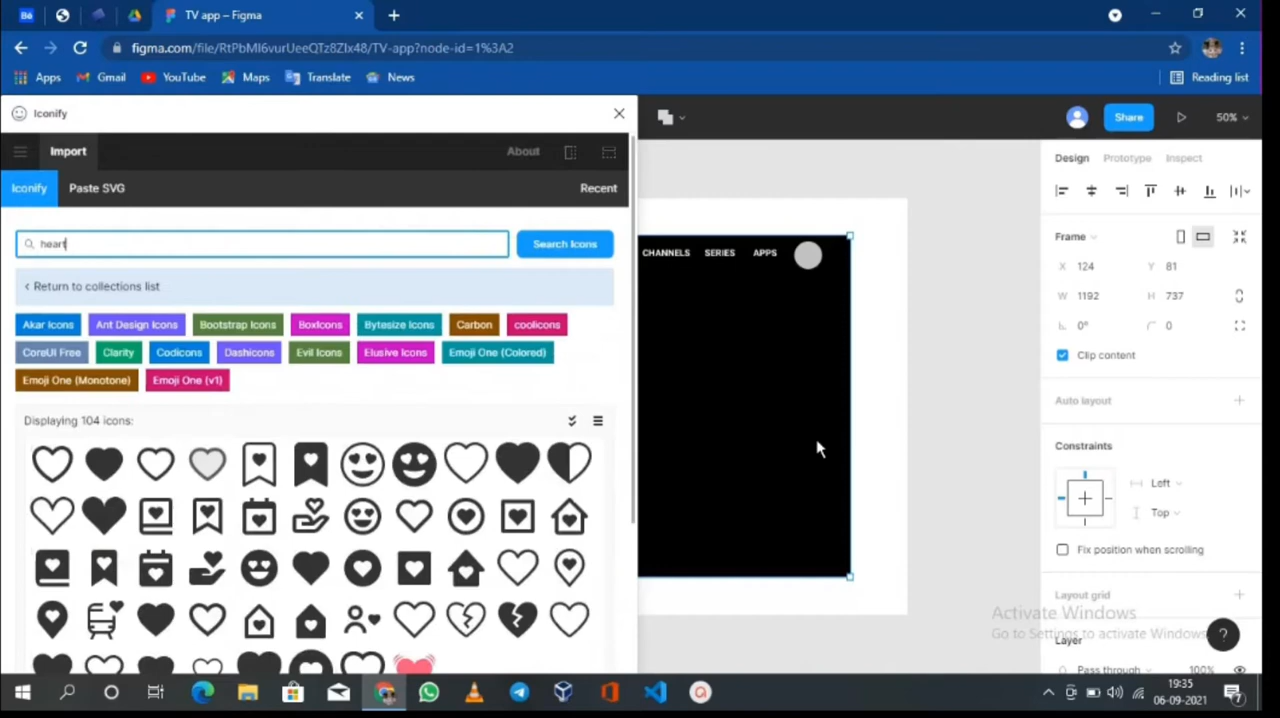 Bē
TV app – Figma
figma.com/file/RtPbMI6vurUeeQTz8ZIx48/TV-app?node-id=1%3A2
Apps Gmail YouTube Maps Translate News Reading list
Iconify
Share 50%
Import About
Iconify Paste SVG Recent
heart Search Icons
< Return to collections list
Akar Icons Ant Design Icons Bootstrap Icons BoxIcons Bytesize Icons Carbon coolicons
CoreUI Free Clarity Codicons Dashicons Evil Icons Elusive Icons Emoji One (Colored)
Emoji One (Monotone) Emoji One (v1)
Displaying 104 icons:
CHANNELS SERIES APPS
Design Prototype Inspect
Frame
X 124 Y 81
W 1192 H 737
0° 0
Clip content
Auto layout
Constraints
Left
Top
Fix position when scrolling
Layout grid
Activate Windows
Go to Settings to activate Windows.
Layer
?
Pass through 100%
19:35
06-09-2021
7